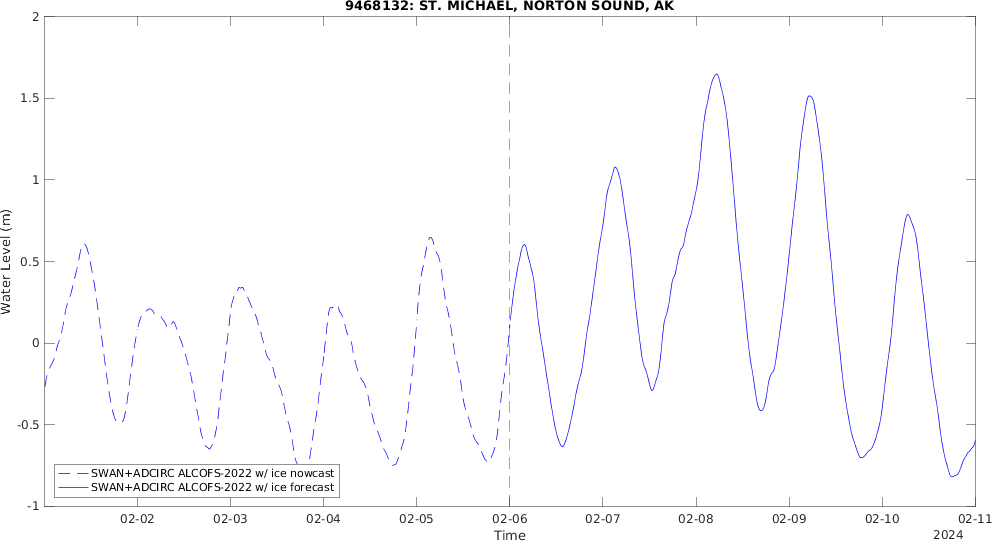 9468132: ST. MICHAEL, NORTON SOUND, AK
Water Level (m)
2
1.5
1
0.5
0
-0.5
-1
SWAN+ADCIRC ALCOFS-2022 w/ ice nowcast
SWAN+ADCIRC ALCOFS-2022 w/ ice forecast
02-02 02-03 02-04 02-05 02-06 02-07 02-08 02-09 02-10 02-11
Time
2024